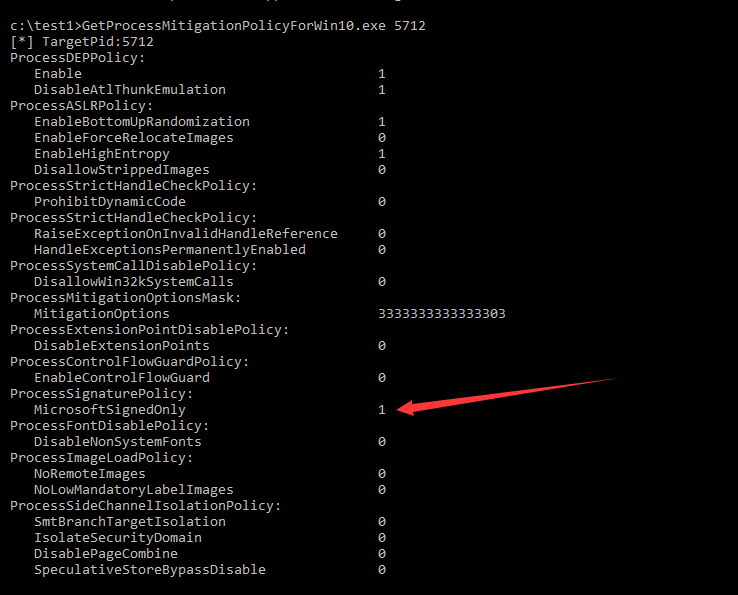 c:\test1>GetProcessMitigationPolicyForWin10.exe 5712
[*] TargetPid:5712
ProcessDEPPolicy:
Enable 1
DisableAtlThunkEmulation 1
ProcessASLRPolicy:
EnableBottomUpRandomization 1
EnableForceRelocateImages 0
EnableHighEntropy 1
DisallowStrippedImages 0
ProcessStrictHandleCheckPolicy:
ProhibitDynamicCode 0
ProcessStrictHandleCheckPolicy:
RaiseExceptionOnInvalidHandleReference 0
HandleExceptionsPermanentlyEnabled 0
ProcessSystemCallDisablePolicy:
DisallowWin32kSystemCalls 0
ProcessMitigationOptionsMask:
MitigationOptions 3333333333333303
ProcessExtensionPointDisablePolicy:
DisableExtensionPoints 0
ProcessControlFlowGuardPolicy:
EnableControlFlowGuard 0
ProcessSignaturePolicy:
MicrosoftSignedOnly 1
ProcessFontDisablePolicy:
DisableNonSystemFonts 0
ProcessImageLoadPolicy:
NoRemoteImages 0
NoLowMandatoryLabelImages 0
ProcessSideChannelIsolationPolicy:
SmtBranchTargetIsolation 0
IsolateSecurityDomain 0
DisablePageCombine 0
SpeculativeStoreBypassDisable 0